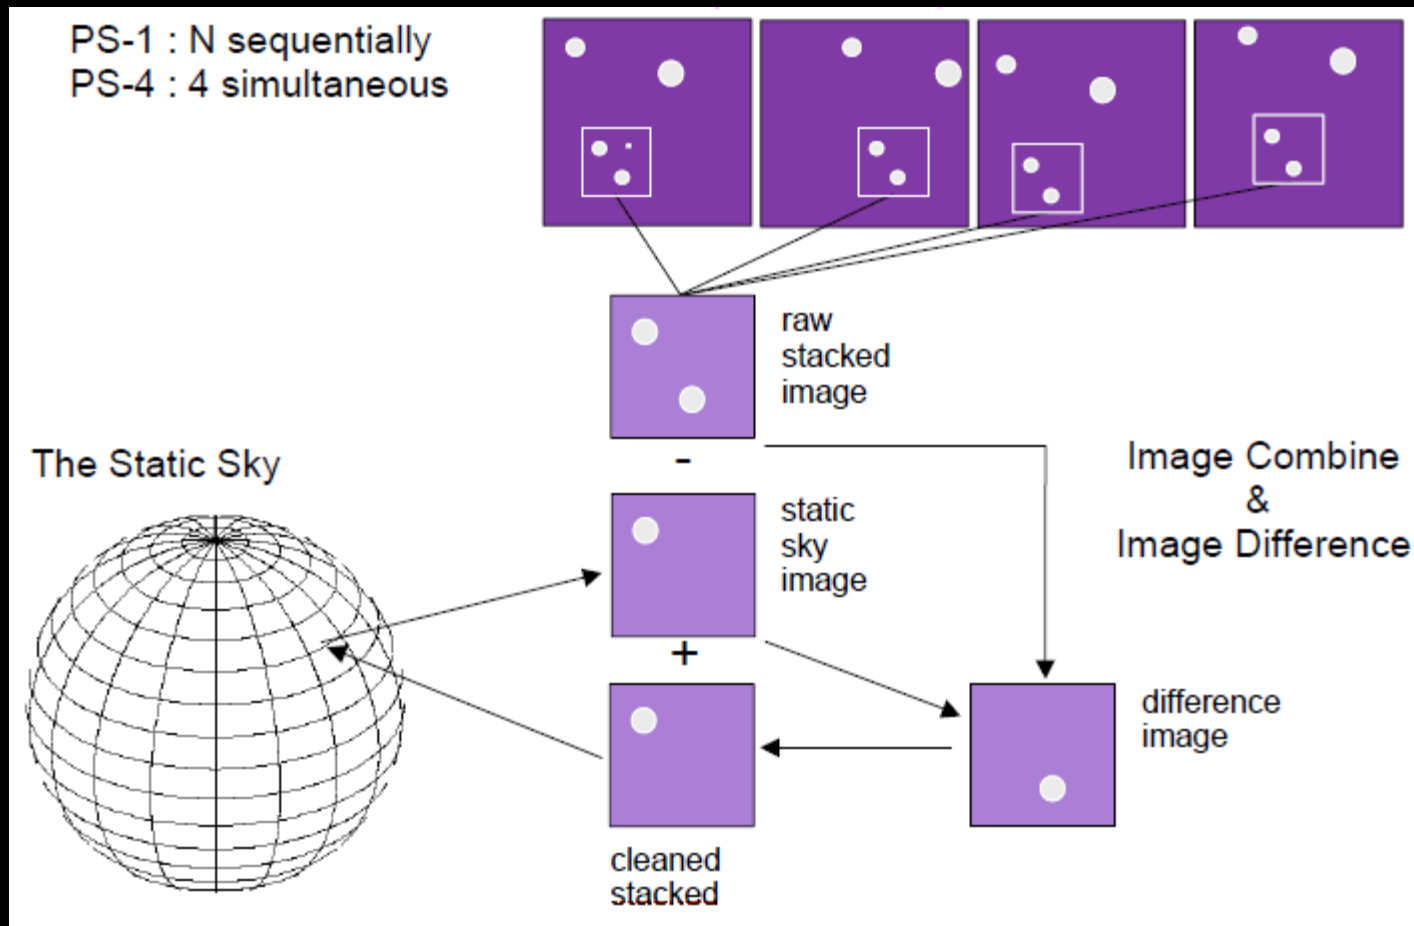 PS-1 : N sequentially
PS-4 : 4 simultaneous
raw
stacked
image
-
The Static Sky
static
sky
image
Image Combine
&
Image Difference
+
difference
image
cleaned
stacked